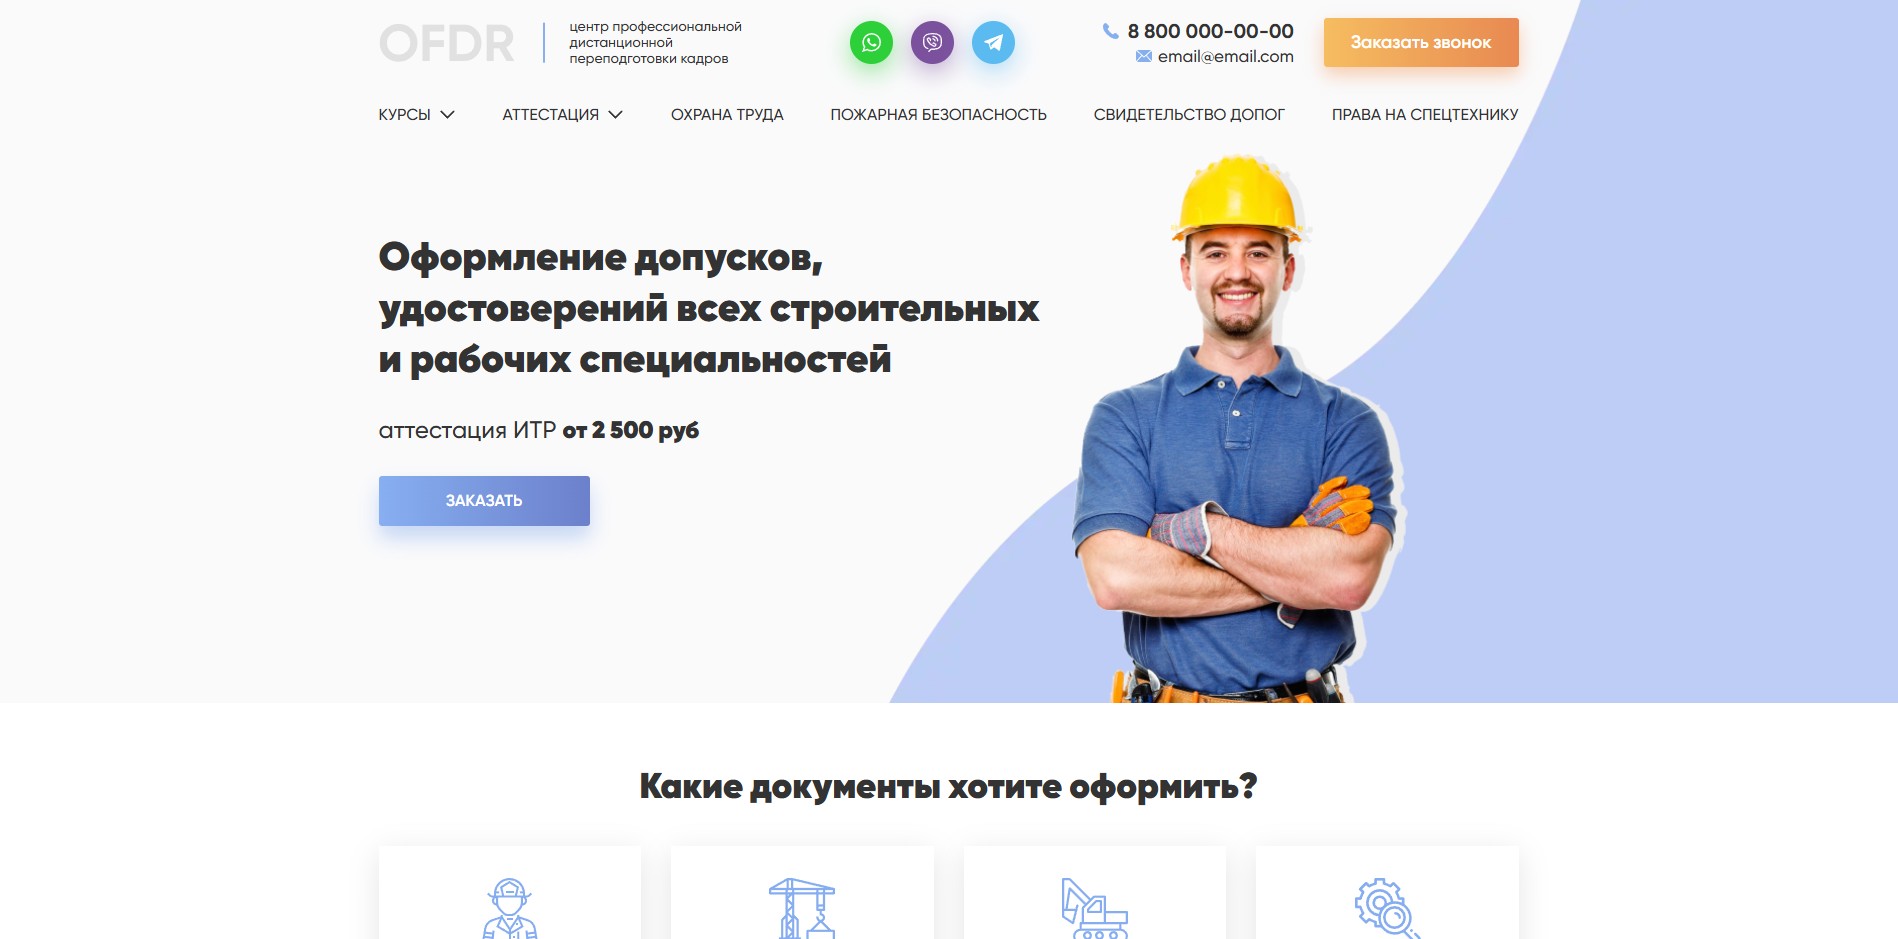 OFDR
центр профессиональной
дистанционной
переподготовки кадров
8 800 000-00-00
email@email.com
Заказать звонок
КУРСЫ
АТТЕСТАЦИЯ
ОХРАНА ТРУДА
ПОЖАРНАЯ БЕЗОПАСНОСТЬ
СВИДЕТЕЛЬСТВО ДОПОГ
ПРАВА НА СПЕЦТЕХНИКУ
Оформление допусков,
удостоверений всех строительных
и рабочих специальностей
аттестация ИТР от 2 500 руб
ЗАКАЗАТЬ
Какие документы хотите оформить?